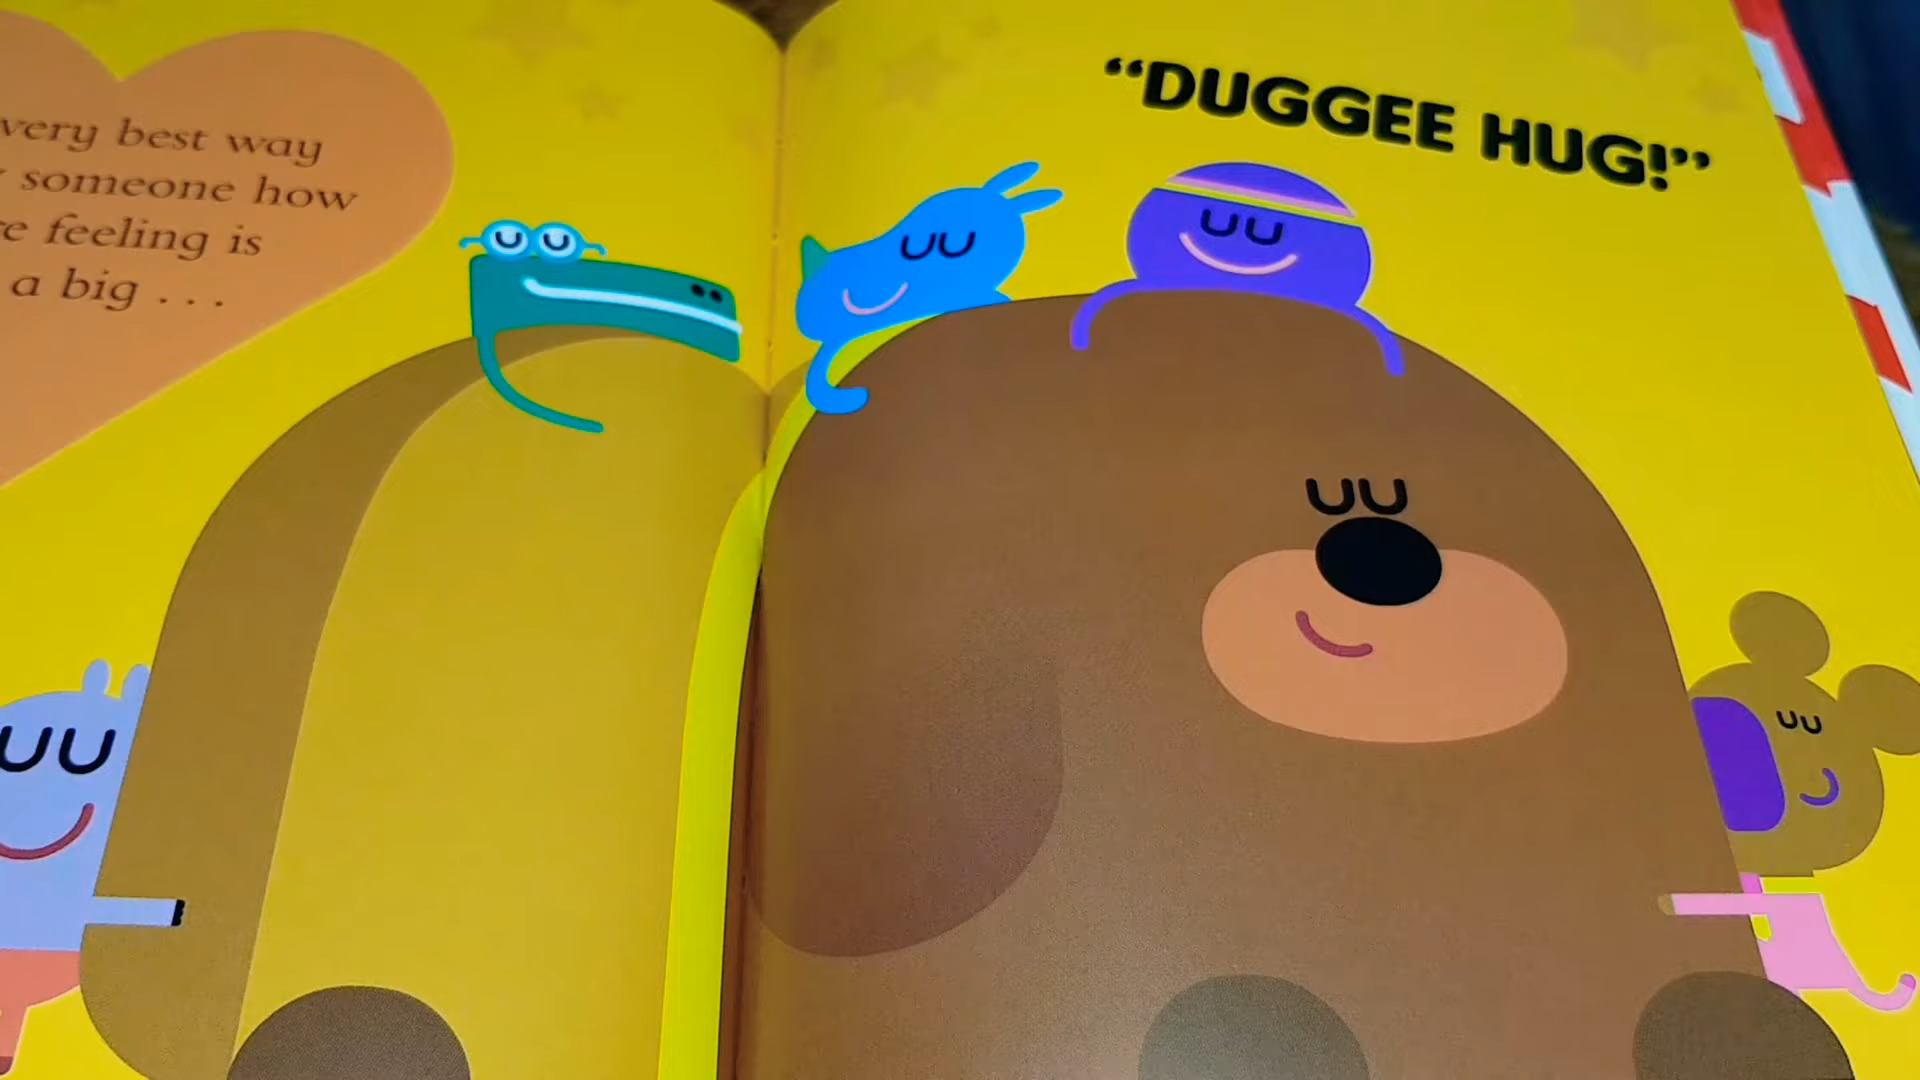 very best way
someone how
feeling is
a big . . .
“DUGGEE HUG!”